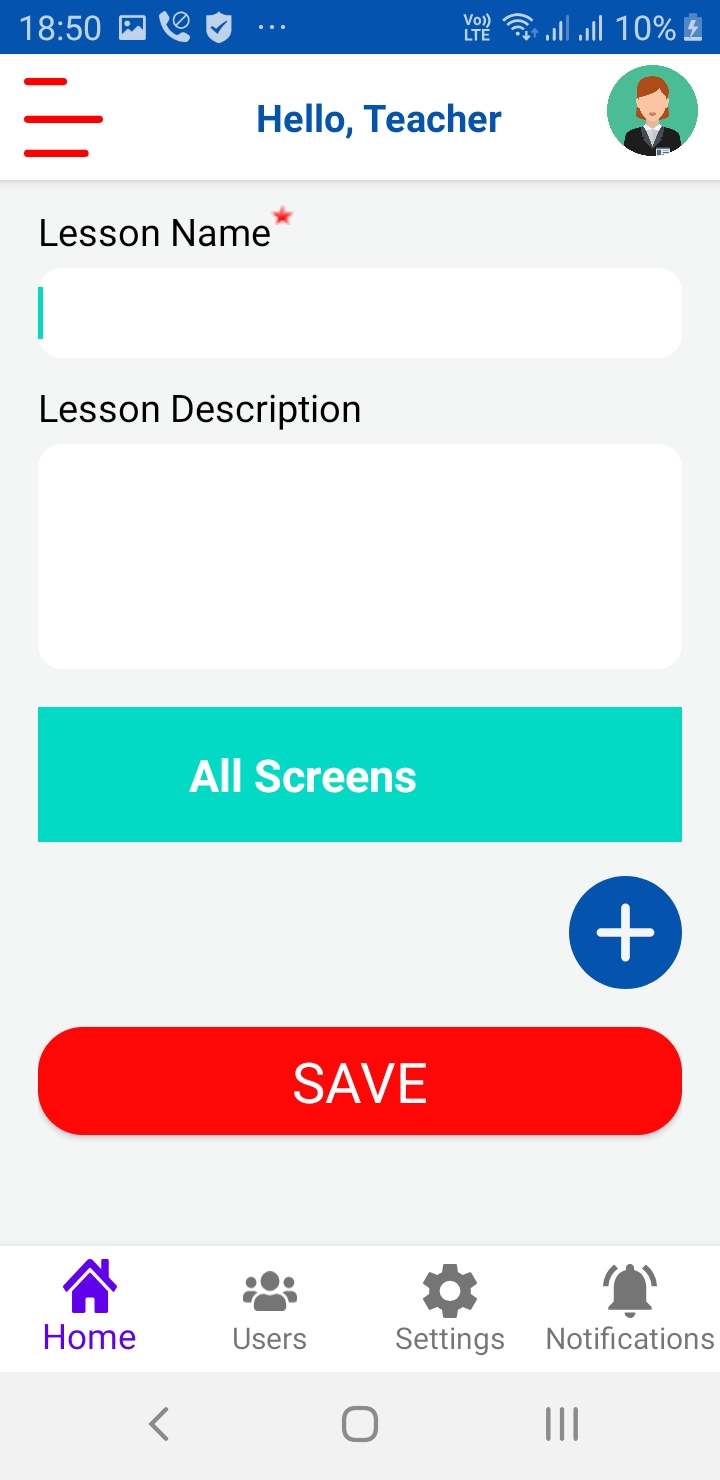 18:50 Vo)) LTE 10%
Hello, Teacher
Lesson Name
Lesson Description
All Screens
SAVE
Home Users Settings Notifications